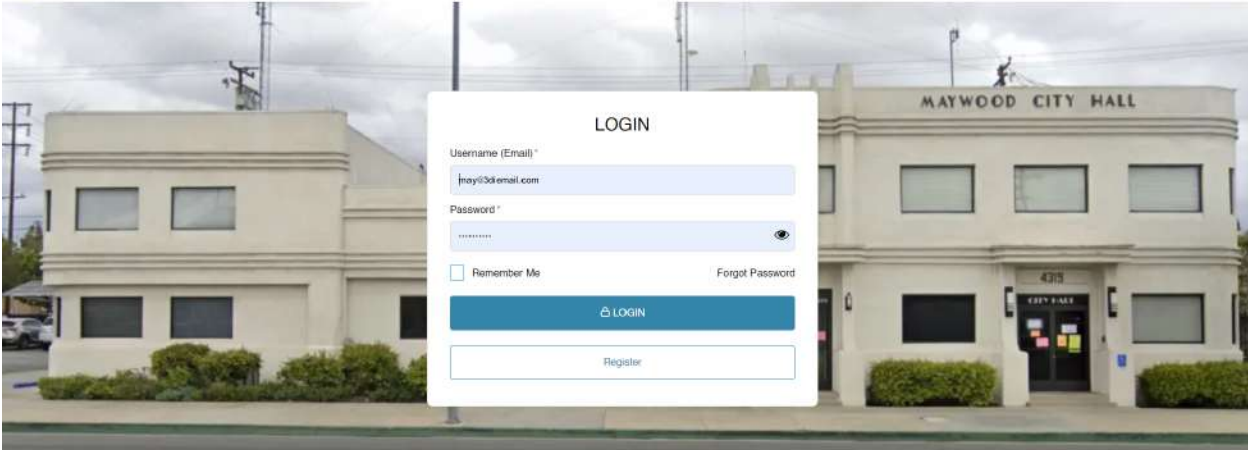 MAYWOOD CITY HALL
LOGIN
Username (Email) *
may@3diemail.com
Password *
Remember Me
Forgot Password
LOGIN
Register
4319
CITY HALL